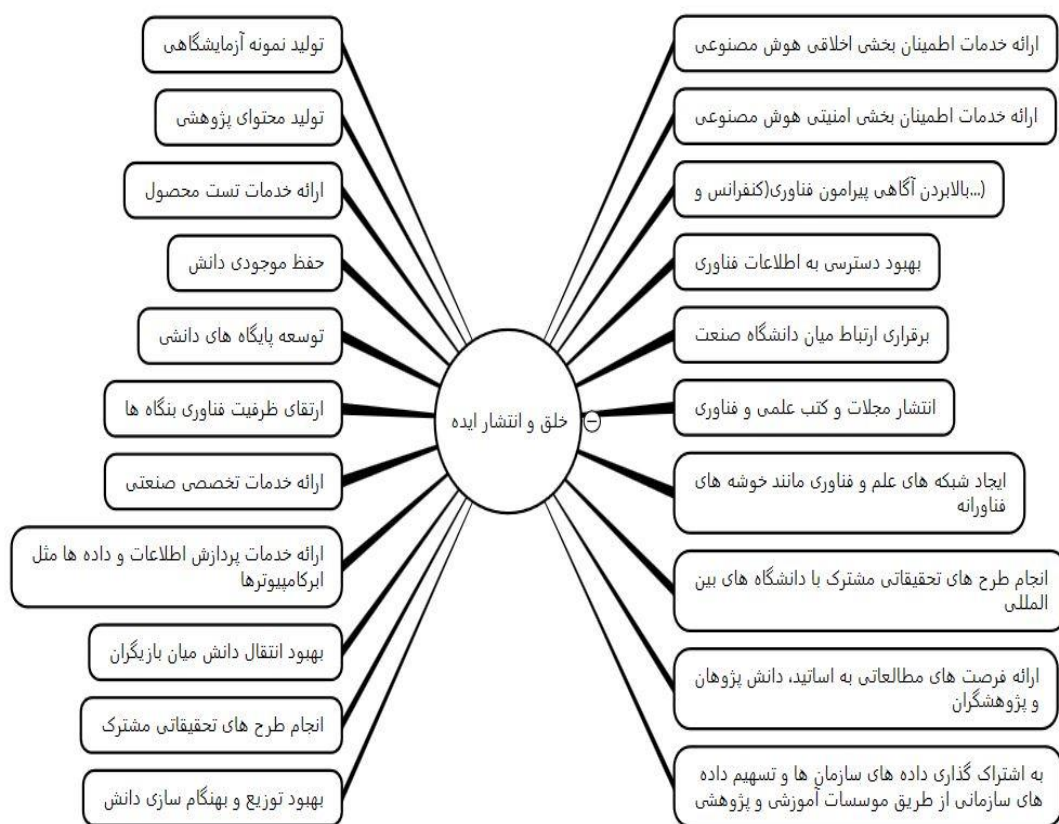 ارائه خدمات اطمینان بخشی اخلاقی هوش مصنوعی
ارائه خدمات اطمینان بخشی امنیتی هوش مصنوعی
(...بالابردن آگاهی پیرامون فناوری(کنفرانس و
بهبود دسترسی به اطلاعات فناوری
برقراری ارتباط میان دانشگاه صنعت
انتشار مجلات و کتب علمی و فناوری
ایجاد شبکه های علم و فناوری مانند خوشه های
فناورانه
انجام طرح های تحقیقاتی مشترک با دانشگاه های بین
المللی
ارائه فرصت های مطالعاتی به اساتید، دانش پژوهان
و پژوهشگران
به اشتراک گذاری داده های سازمان ها و تسهیم داده
های سازمانی از طریق موسسات آموزشی و پژوهشی
خلق و انتشار ایده
تولید نمونه آزمایشگاهی
تولید محتوای پژوهشی
ارائه خدمات تست محصول
حفظ موجودی دانش
توسعه پایگاه های دانشی
ارتقای ظرفیت فناوری بنگاه ها
ارائه خدمات تخصصی صنعتی
ارائه خدمات پردازش اطلاعات و داده ها مثل
ابرکامپیوترها
بهبود انتقال دانش میان بازیگران
انجام طرح های تحقیقاتی مشترک
بهبود توزیع و بهنگام سازی دانش